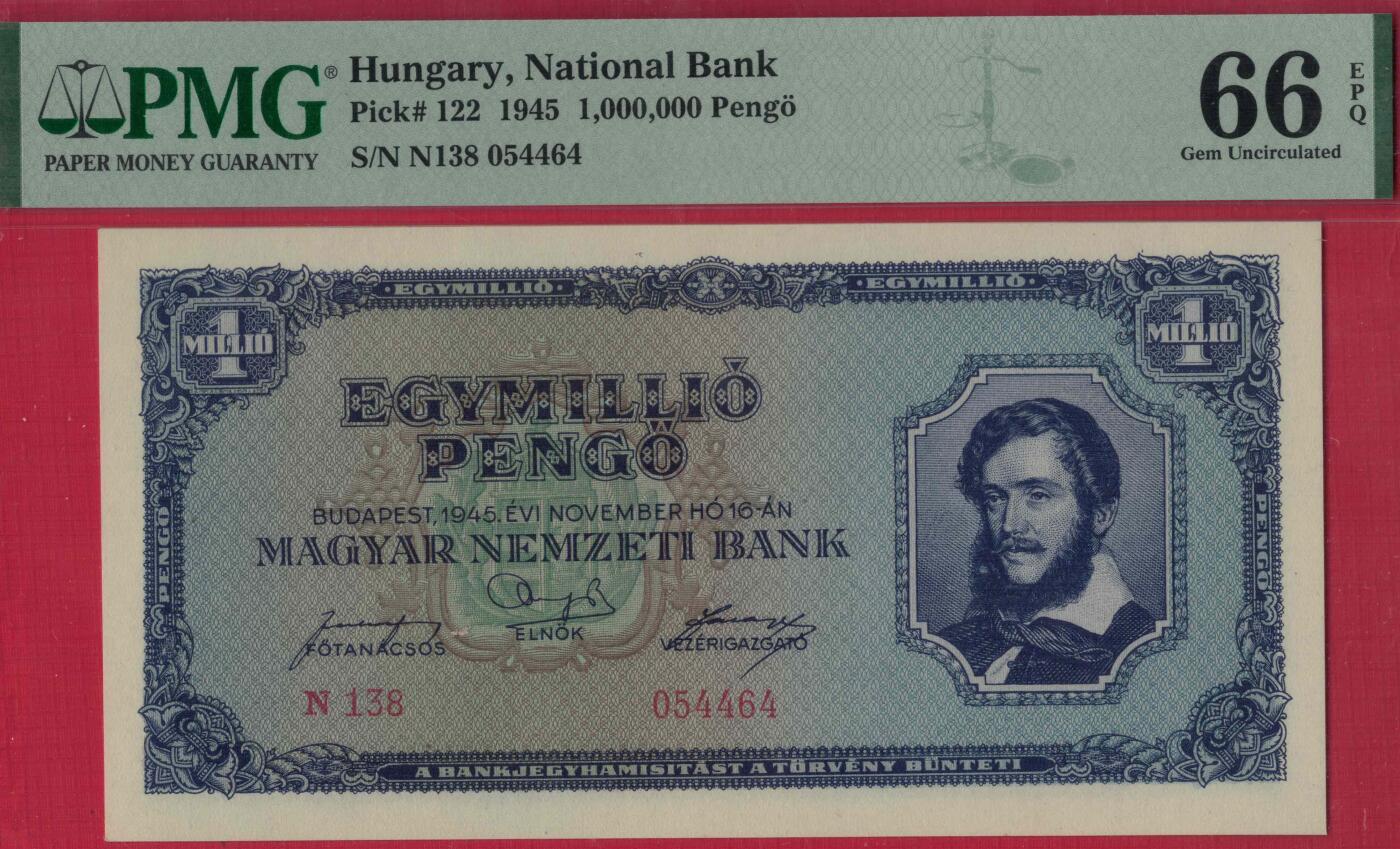 PMG®
PAPER MONEY GUARANTY
Hungary, National Bank
Pick# 122 1945 1,000,000 Pengö
S/N N138 054464
66
EPQ
Gem Uncirculated
· EGYMILLIÓ · · EGYMILLIÓ ·
1 MILLIÓ
1 MILLIÓ
EGYMILLIÓ
PENGŐ
BUDAPEST, 1945. ÉVI NOVEMBER HÓ 16-ÁN
MAGYAR NEMZETI BANK
FŐTANÁCSOS ELNÖK VEZÉRIGAZGATÓ
N 138 054464
PENGŐ
PENGŐ
A BANKJEGYHAMISITÁST A TÖRVÉNY BÜNTETI